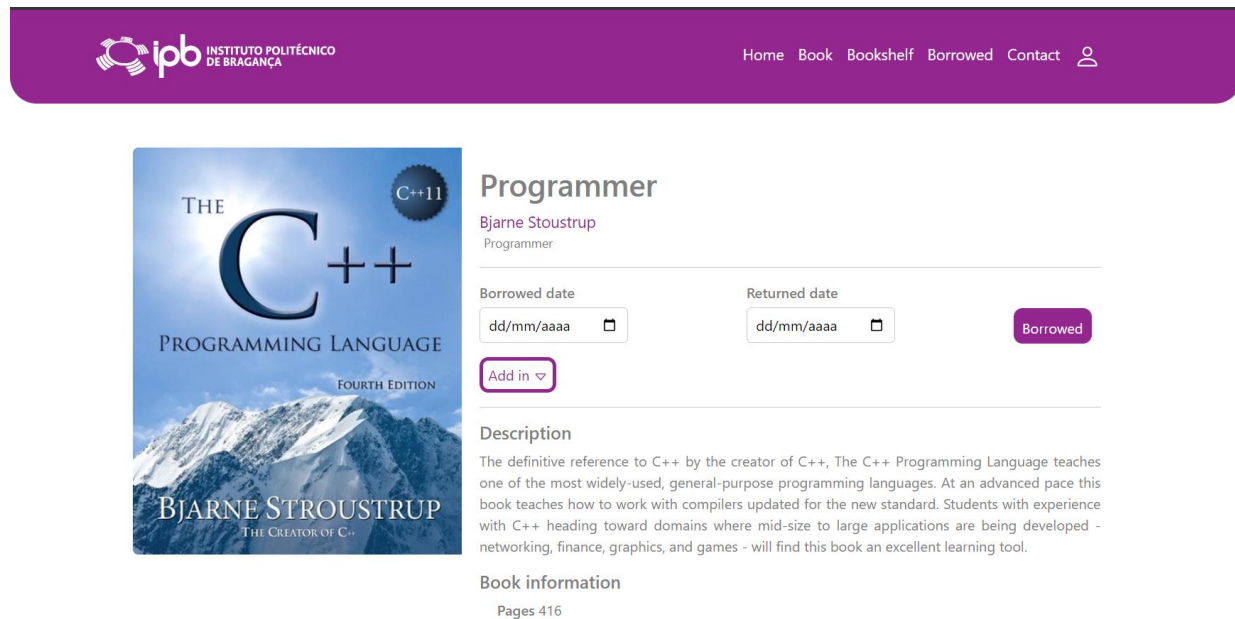 ipb INSTITUTO POLITÉCNICO
DE BRAGANÇA
Home Book Bookshelf Borrowed Contact
THE
C++11
C++
PROGRAMMING LANGUAGE
FOURTH EDITION
BJARNE STROUSTRUP
THE CREATOR OF C++
Programmer
Bjarne Stoustrup
Programmer
Borrowed date
Returned date
dd/mm/aaaa
dd/mm/aaaa
Borrowed
Add in
Description
The definitive reference to C++ by the creator of C++, The C++ Programming Language teaches
one of the most widely-used, general-purpose programming languages. At an advanced pace this
book teaches how to work with compilers updated for the new standard. Students with experience
with C++ heading toward domains where mid-size to large applications are being developed -
networking, finance, graphics, and games - will find this book an excellent learning tool.
Book information
Pages 416